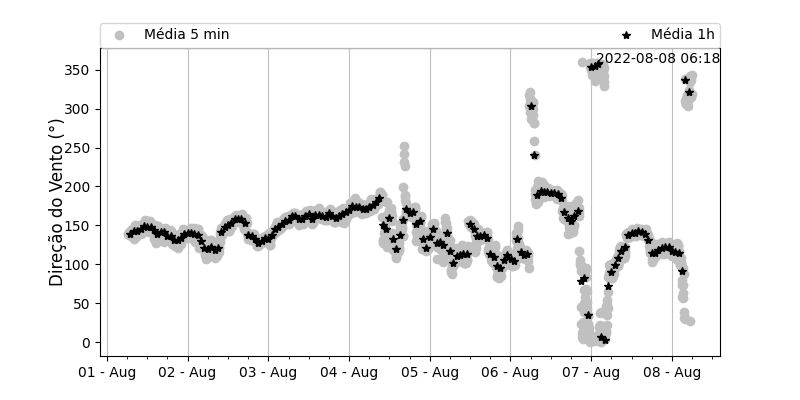 Média 5 min
Média 1h
2022-08-08 06:18
Direção do Vento (°)
350
300
250
200
150
100
50
0
01 - Aug
02 - Aug
03 - Aug
04 - Aug
05 - Aug
06 - Aug
07 - Aug
08 - Aug